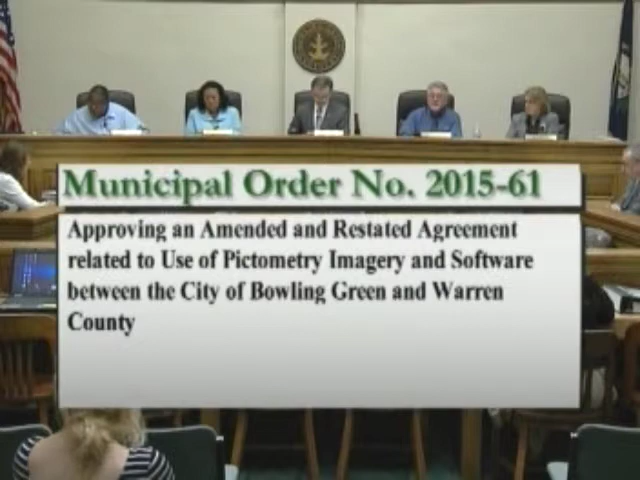 Municipal Order No. 2015-61
Approving an Amended and Restated Agreement
related to Use of Pictometry Imagery and Software
between the City of Bowling Green and Warren
County